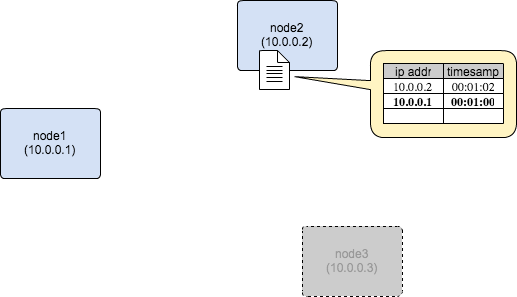 node2
(10.0.0.2)
ip addr timesamp
10.0.0.2 00:01:02
10.0.0.1 00:01:00
node1
(10.0.0.1)
node3
(10.0.0.3)